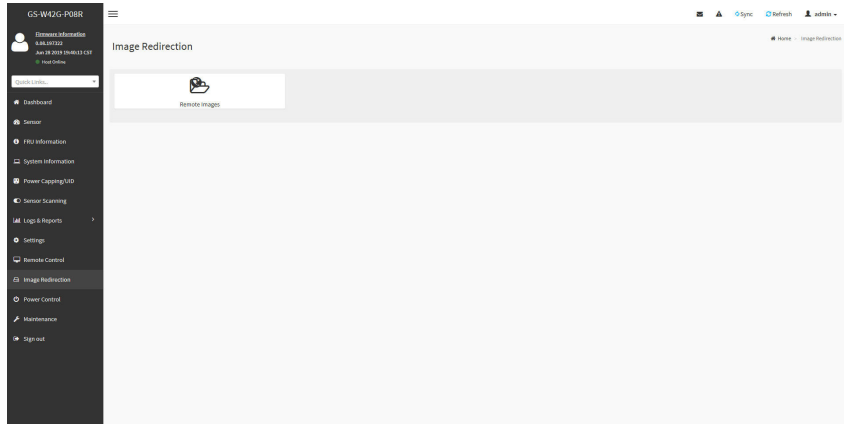 GS-W42G-P08R
Sync
Refresh
admin
Firmware Information
0.08.197322
Jun 28 2019 19:40:13 CST
Host Online
Image Redirection
Home
Image Redirection
Quick Links...
Remote Images
Dashboard
Sensor
FRU Information
System Information
Power Capping/UID
Sensor Scanning
Logs & Reports
Settings
Remote Control
Image Redirection
Power Control
Maintenance
Sign out